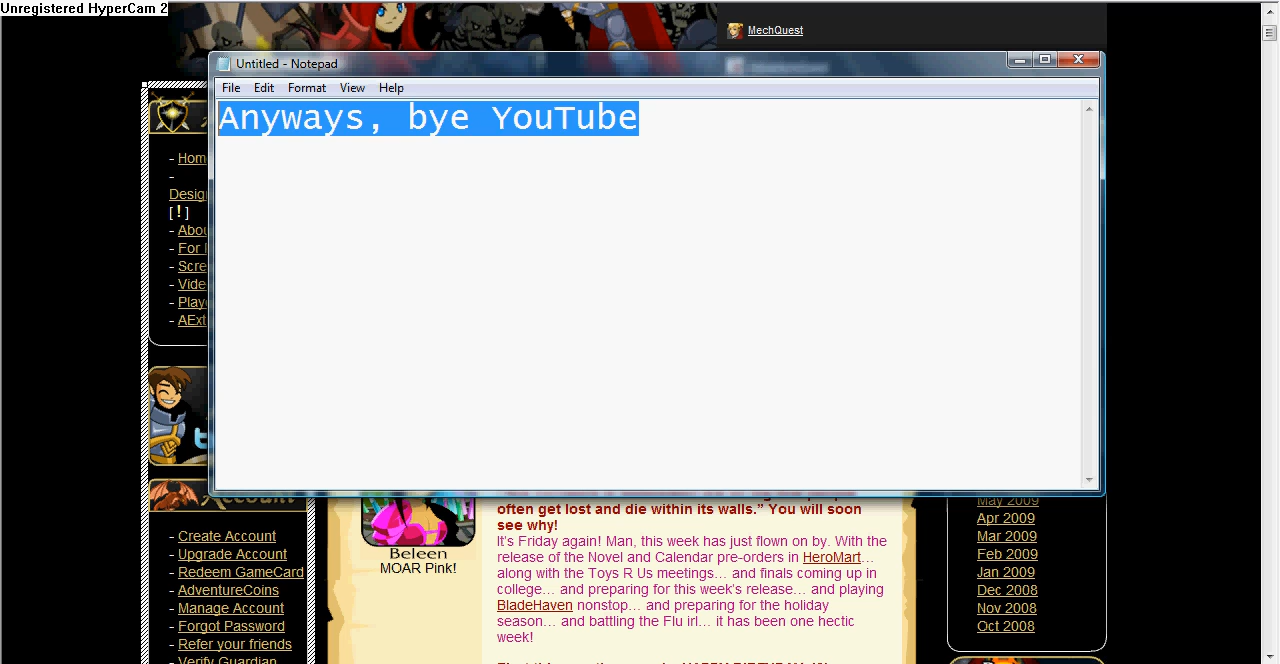 Unregistered HyperCam 2
MechQuest
Untitled - Notepad
File Edit Format View Help
Anyways, bye YouTube
- Hom
-
Desig
[!]
- Abou
- For
- Scre
- Vide
- Playe
- AExt
Account
- Create Account
- Upgrade Account
- Redeem GameCard
- AdventureCoins
- Manage Account
- Forgot Password
- Refer your friends
- Verify Guardian
Beleen
MOAR Pink!
often get lost and die within its walls.” You will soon
see why!
It’s Friday again! Man, this week has just flown on by. With the
release of the Novel and Calendar pre-orders in HeroMart…
along with the Toys R Us meetings… and finals coming up in
college… and preparing for this week’s release… and playing
BladeHaven nonstop… and preparing for the holiday
season… and battling the Flu irl… it has been one hectic
week!
May 2009
Apr 2009
Mar 2009
Feb 2009
Jan 2009
Dec 2008
Nov 2008
Oct 2008